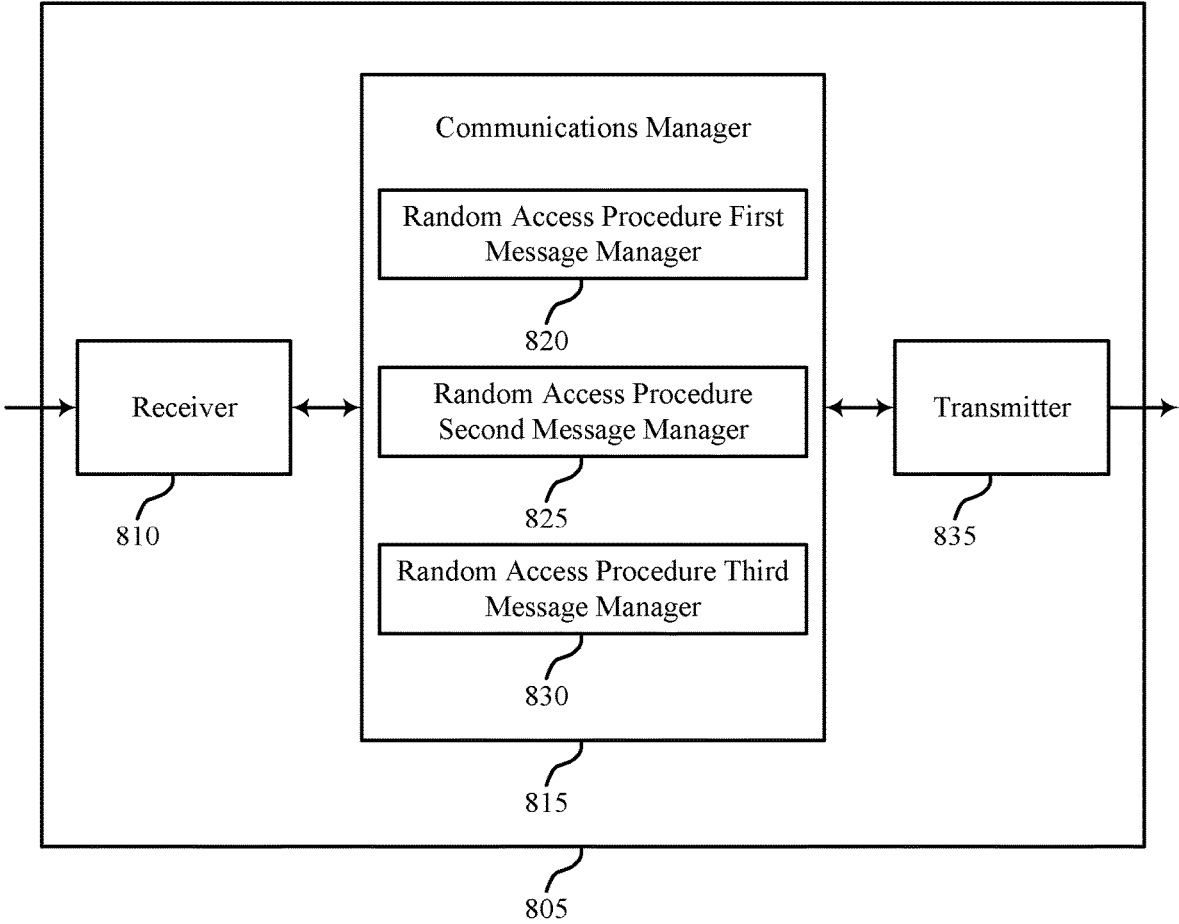 Communications Manager
Random Access Procedure First
Message Manager
820
Receiver
810
Random Access Procedure
Second Message Manager
825
Transmitter
835
Random Access Procedure Third
Message Manager
830
815
805